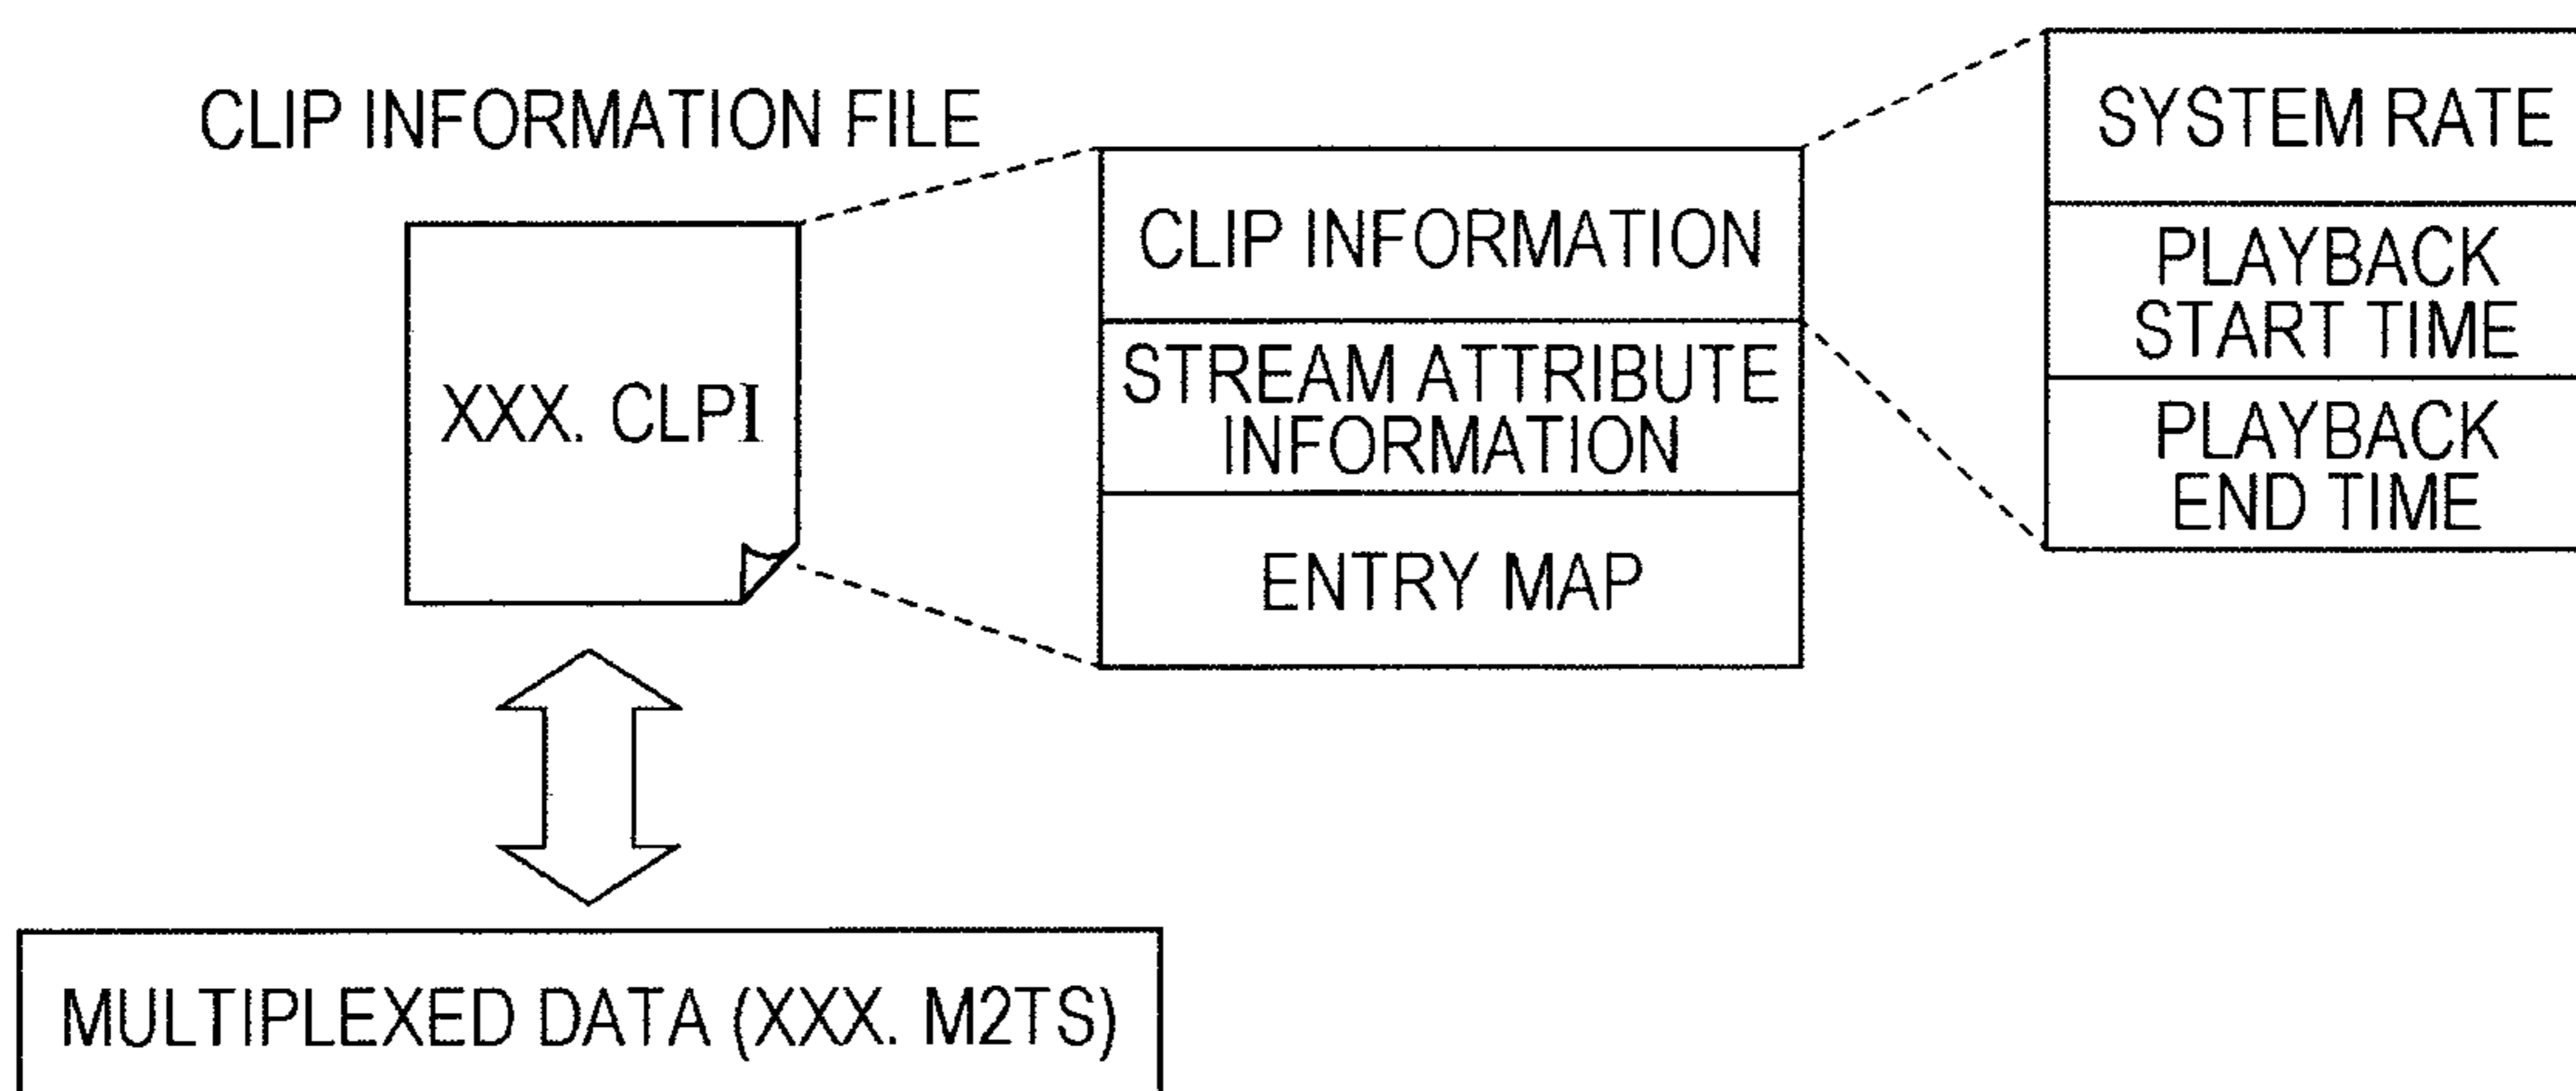 CLIP INFORMATION FILE
XXX. CLPI
MULTIPLEXED DATA (XXX. M2TS)
CLIP INFORMATION
STREAM ATTRIBUTE
INFORMATION
ENTRY MAP
SYSTEM RATE
PLAYBACK
START TIME
PLAYBACK
END TIME